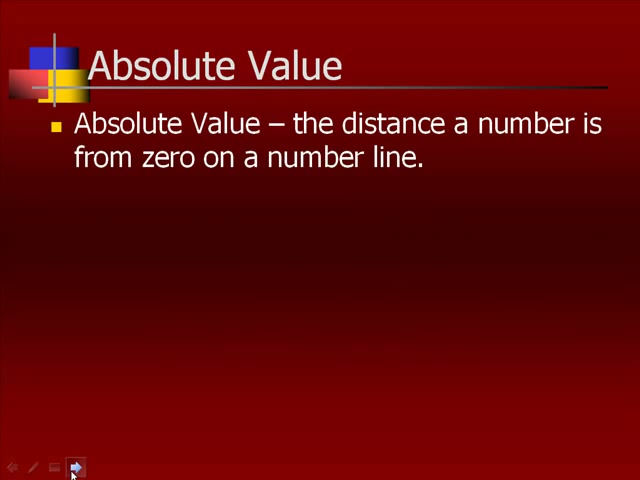 Absolute Value
Absolute Value – the distance a number is
from zero on a number line.